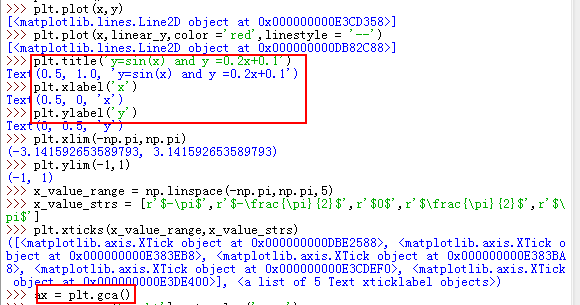 >>> plt.plot(x,y)
[<matplotlib.lines.Line2D object at 0x000000000E3CD358>]
>>> plt.plot(x,linear_y,color ='red',linestyle = '--')
[<matplotlib.lines.Line2D object at 0x000000000DB82C88>]
>>> plt.title('y=sin(x) and y =0.2x+0.1')
Text(0.5, 1.0, 'y=sin(x) and y =0.2x+0.1')
>>> plt.xlabel('x')
Text(0.5, 0, 'x')
>>> plt.ylabel('y')
Text(0, 0.5, 'y')
>>> plt.xlim(-np.pi,np.pi)
(-3.141592653589793, 3.141592653589793)
>>> plt.ylim(-1,1)
(-1, 1)
>>> x_value_range = np.linspace(-np.pi,np.pi,5)
>>> x_value_strs = [r'$-\pi$',r'$-\frac{\pi}{2}$',r'$0$',r'$\frac{\pi}{2}$',r'$\
pi$']
>>> plt.xticks(x_value_range,x_value_strs)
([<matplotlib.axis.XTick object at 0x000000000DBE2588>, <matplotlib.axis.XTick o
bject at 0x000000000E383EB8>, <matplotlib.axis.XTick object at 0x000000000E383BA
8>, <matplotlib.axis.XTick object at 0x000000000E3CDEF0>, <matplotlib.axis.XTick
object at 0x000000000E3DE400>], <a list of 5 Text xticklabel objects>)
>>> ax = plt.gca()